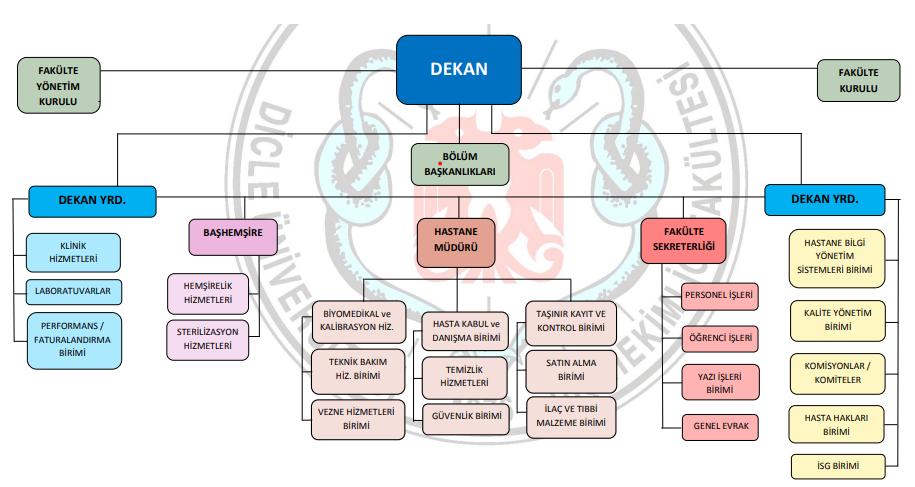 DEKAN
FAKÜLTE
YÖNETİM
KURULU
FAKÜLTE
KURULU
BÖLÜM
BAŞKANLIKLARI
DEKAN YRD.
DEKAN YRD.
BAŞHEMŞİRE
HASTANE
MÜDÜRÜ
FAKÜLTE
SEKRETERLİĞİ
KLİNİK
HİZMETLERİ
LABORATUVARLAR
PERFORMANS /
FATURALANDIRMA
BİRİMİ
HEMŞİRELİK
HİZMETLERİ
STERİLİZASYON
HİZMETLERİ
BİYOMEDİKAL ve
KALİBRASYON HİZ.
TEKNİK BAKIM
HİZ. BİRİMİ
VEZNE HİZMETLERİ
BİRİMİ
HASTA KABUL ve
DANIŞMA BİRİMİ
TEMİZLİK
HİZMETLERİ
GÜVENLİK BİRİMİ
TAŞINIR KAYIT VE
KONTROL BİRİMİ
SATIN ALMA
BİRİMİ
İLAÇ VE TIBBİ
MALZEME BİRİMİ
PERSONEL İŞLERİ
ÖĞRENCİ İŞLERİ
YAZI İŞLERİ
BİRİMİ
GENEL EVRAK
HASTANE BİLGİ
YÖNETİM
SİSTEMLERİ BİRİMİ
KALİTE YÖNETİM
BİRİMİ
KOMİSYONLAR /
KOMİTELER
HASTA HAKLARI
BİRİMİ
İSG BİRİMİ
DİCLE ÜNİVER
EKİM
AKÜLTESİ